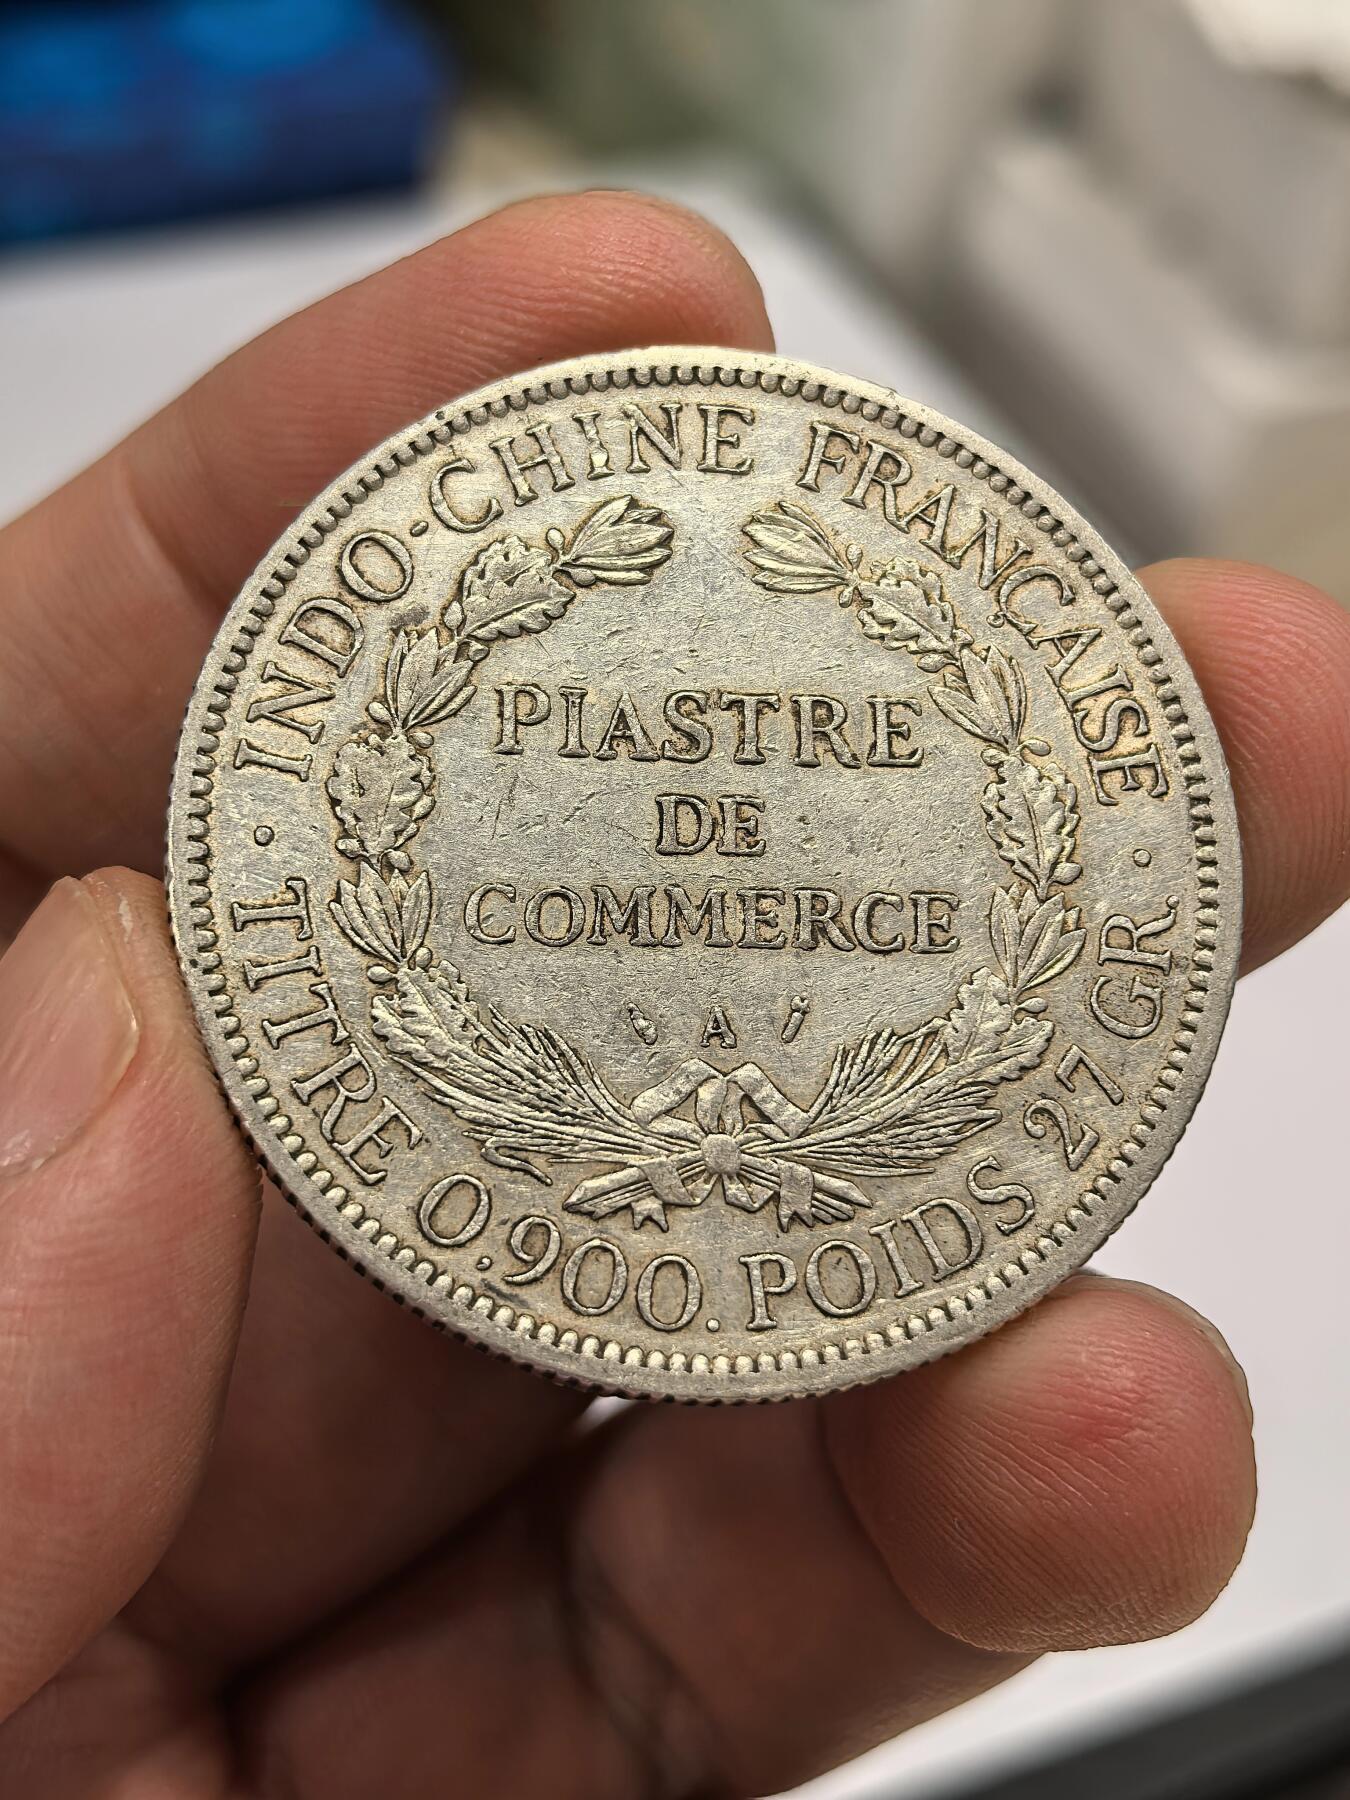 INDO-CHINE FRANÇAISE
PIASTRE
DE
COMMERCE
A
· TITRE 0,900. POIDS 27 GR. ·